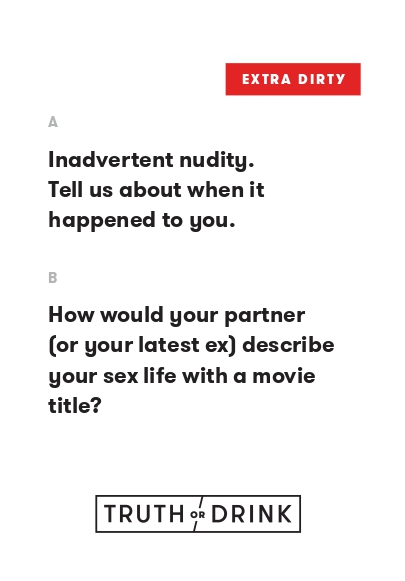 EXTRA DIRTY
A
Inadvertent nudity.
Tell us about when it
happened to you.
B
How would your partner
(or your latest ex) describe
your sex life with a movie
title?
TRUTH OR DRINK